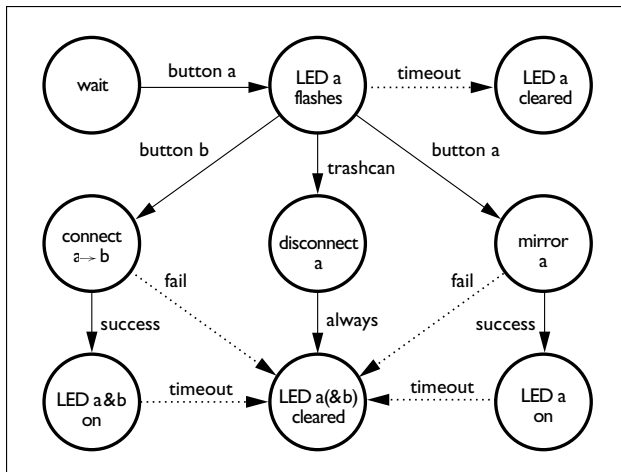 wait
button a
LED a
flashes
timeout
LED a
cleared
button b
trashcan
button a
connect
a→ b
disconnect
a
mirror
a
fail
fail
success
always
success
LED a&b
on
timeout
LED a(&b)
cleared
timeout
LED a
on